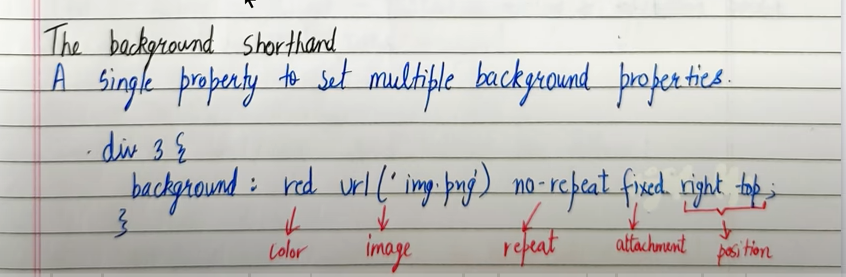 The background shorthand
A single property to set multiple background properties.
.div 3 {
background : red url('img.png') no-repeat fixed right top;
}
color image repeat attachment position